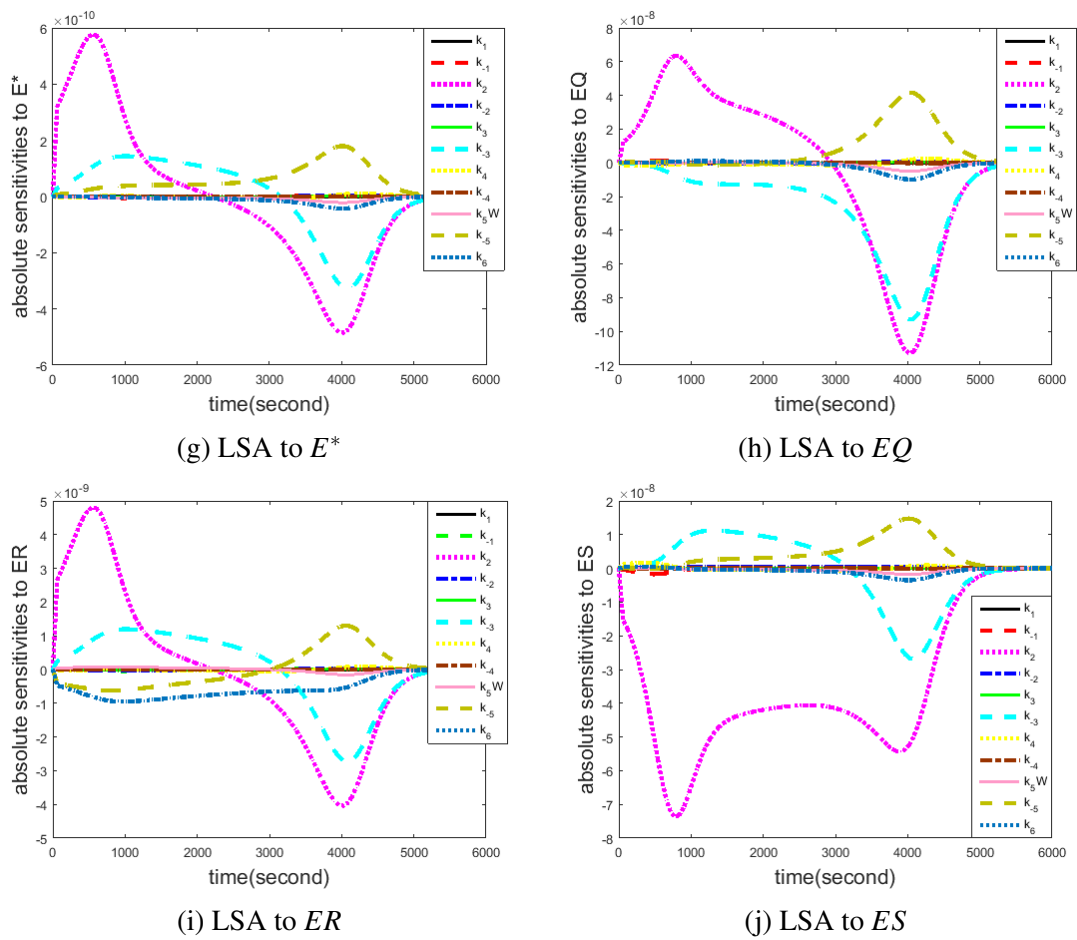 ×10⁻¹⁰
absolute sensitivities to E*
6
4
2
0
-2
-4
-6
0 1000 2000 3000 4000 5000 6000
time(second)
k₁
k₋₁
k₂
k₋₂
k₃
k₋₃
k₄
k₋₄
k₅W
k₋₅
k₆
(g) LSA to E*
×10⁻⁸
absolute sensitivities to EQ
8
6
4
2
0
-2
-4
-6
-8
-10
-12
0 1000 2000 3000 4000 5000 6000
time(second)
k₁
k₋₁
k₂
k₋₂
k₃
k₋₃
k₄
k₋₄
k₅W
k₋₅
k₆
(h) LSA to EQ
×10⁻⁹
absolute sensitivities to ER
5
4
3
2
1
0
-1
-2
-3
-4
-5
0 1000 2000 3000 4000 5000 6000
time(second)
k₁
k₋₁
k₂
k₋₂
k₃
k₋₃
k₄
k₋₄
k₅W
k₋₅
k₆
(i) LSA to ER
×10⁻⁸
absolute sensitivities to ES
2
1
0
-1
-2
-3
-4
-5
-6
-7
-8
0 1000 2000 3000 4000 5000 6000
time(second)
k₁
k₋₁
k₂
k₋₂
k₃
k₋₃
k₄
k₋₄
k₅W
k₋₅
k₆
(j) LSA to ES